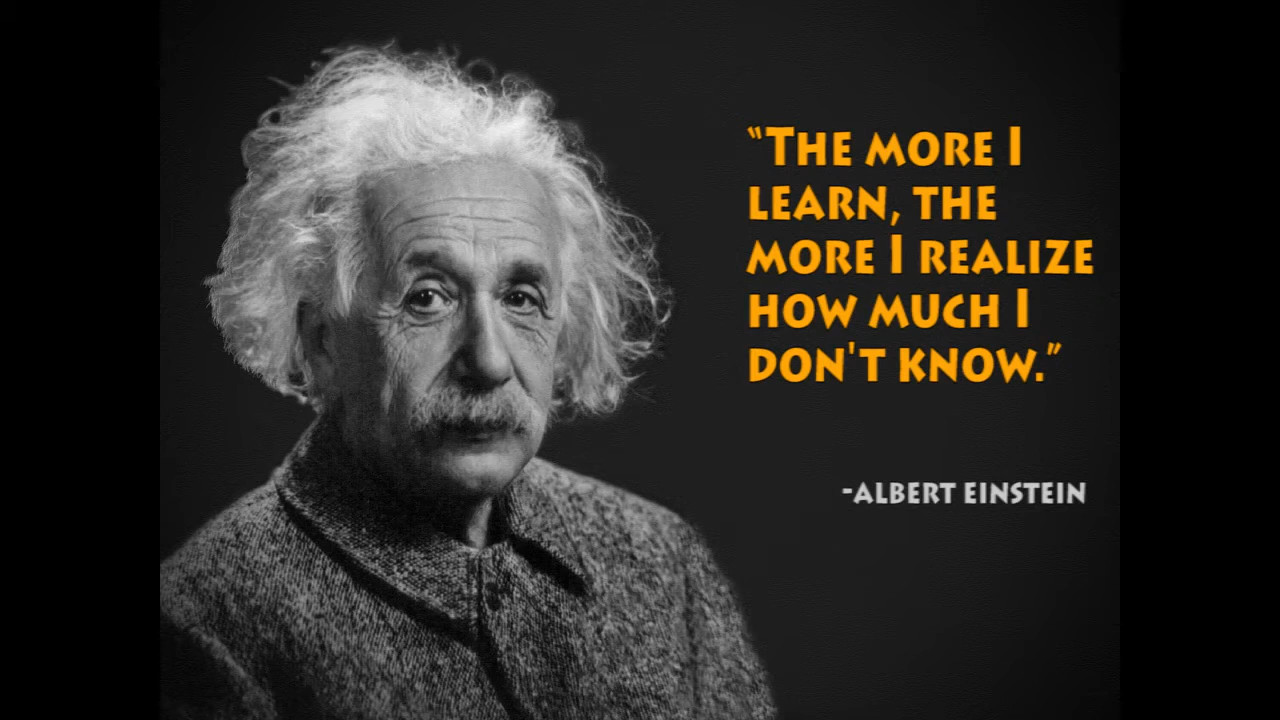 “The more I
learn, the
more I realize
how much I
don't know.”
-Albert Einstein